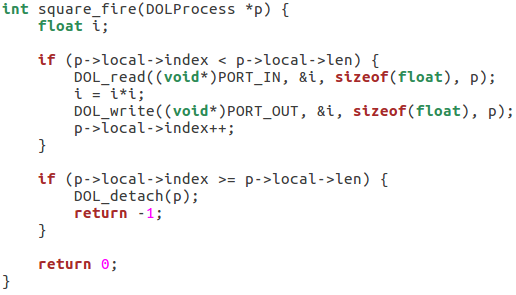 int square_fire(DOLProcess *p) {
    float i;

    if (p->local->index < p->local->len) {
        DOL_read((void*)PORT_IN, &i, sizeof(float), p);
        i = i*i;
        DOL_write((void*)PORT_OUT, &i, sizeof(float), p);
        p->local->index++;
    }

    if (p->local->index >= p->local->len) {
        DOL_detach(p);
        return -1;
    }

    return 0;
}